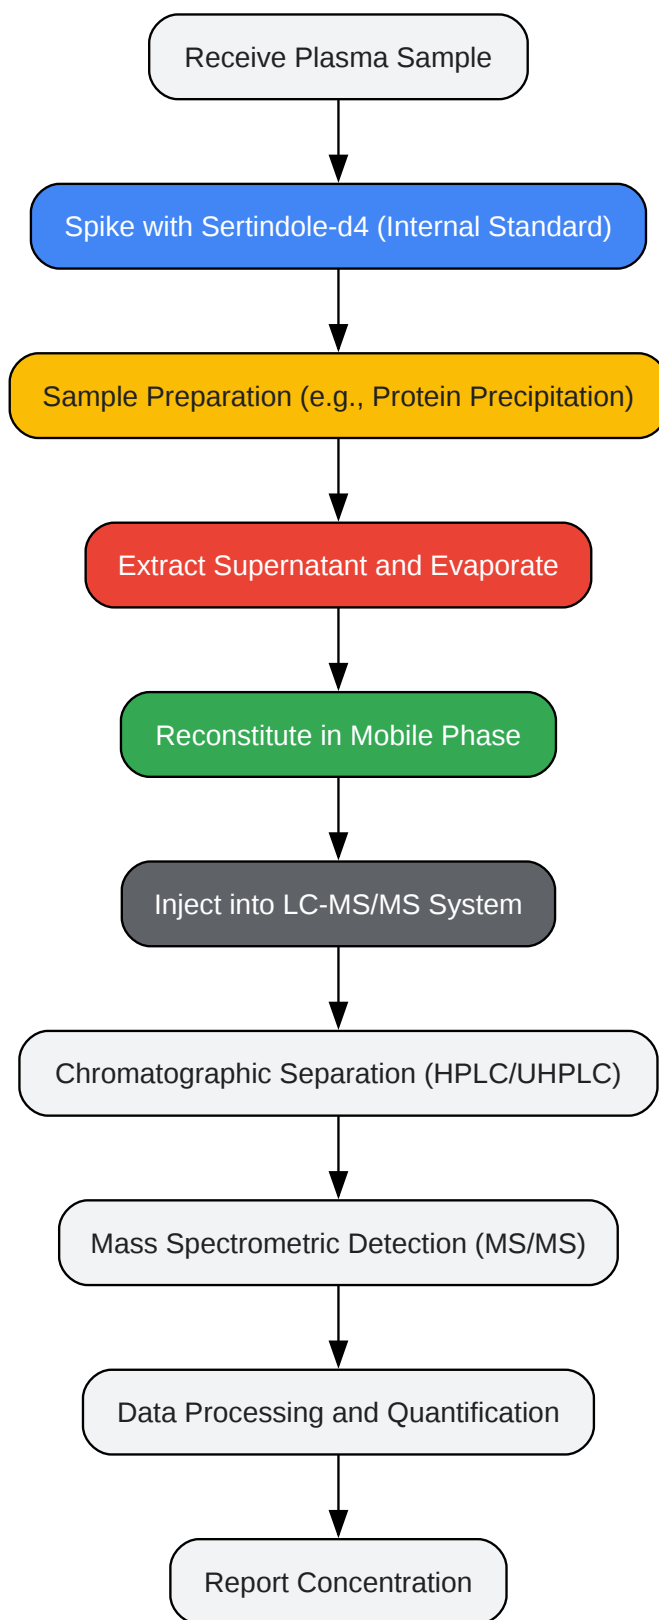 Receive Plasma Sample
Spike with Sertindole-d4 (Internal Standard)
Sample Preparation (e.g., Protein Precipitation)
Extract Supernatant and Evaporate
Reconstitute in Mobile Phase
Inject into LC-MS/MS System
Chromatographic Separation (HPLC/UHPLC)
Mass Spectrometric Detection (MS/MS)
Data Processing and Quantification
Report Concentration